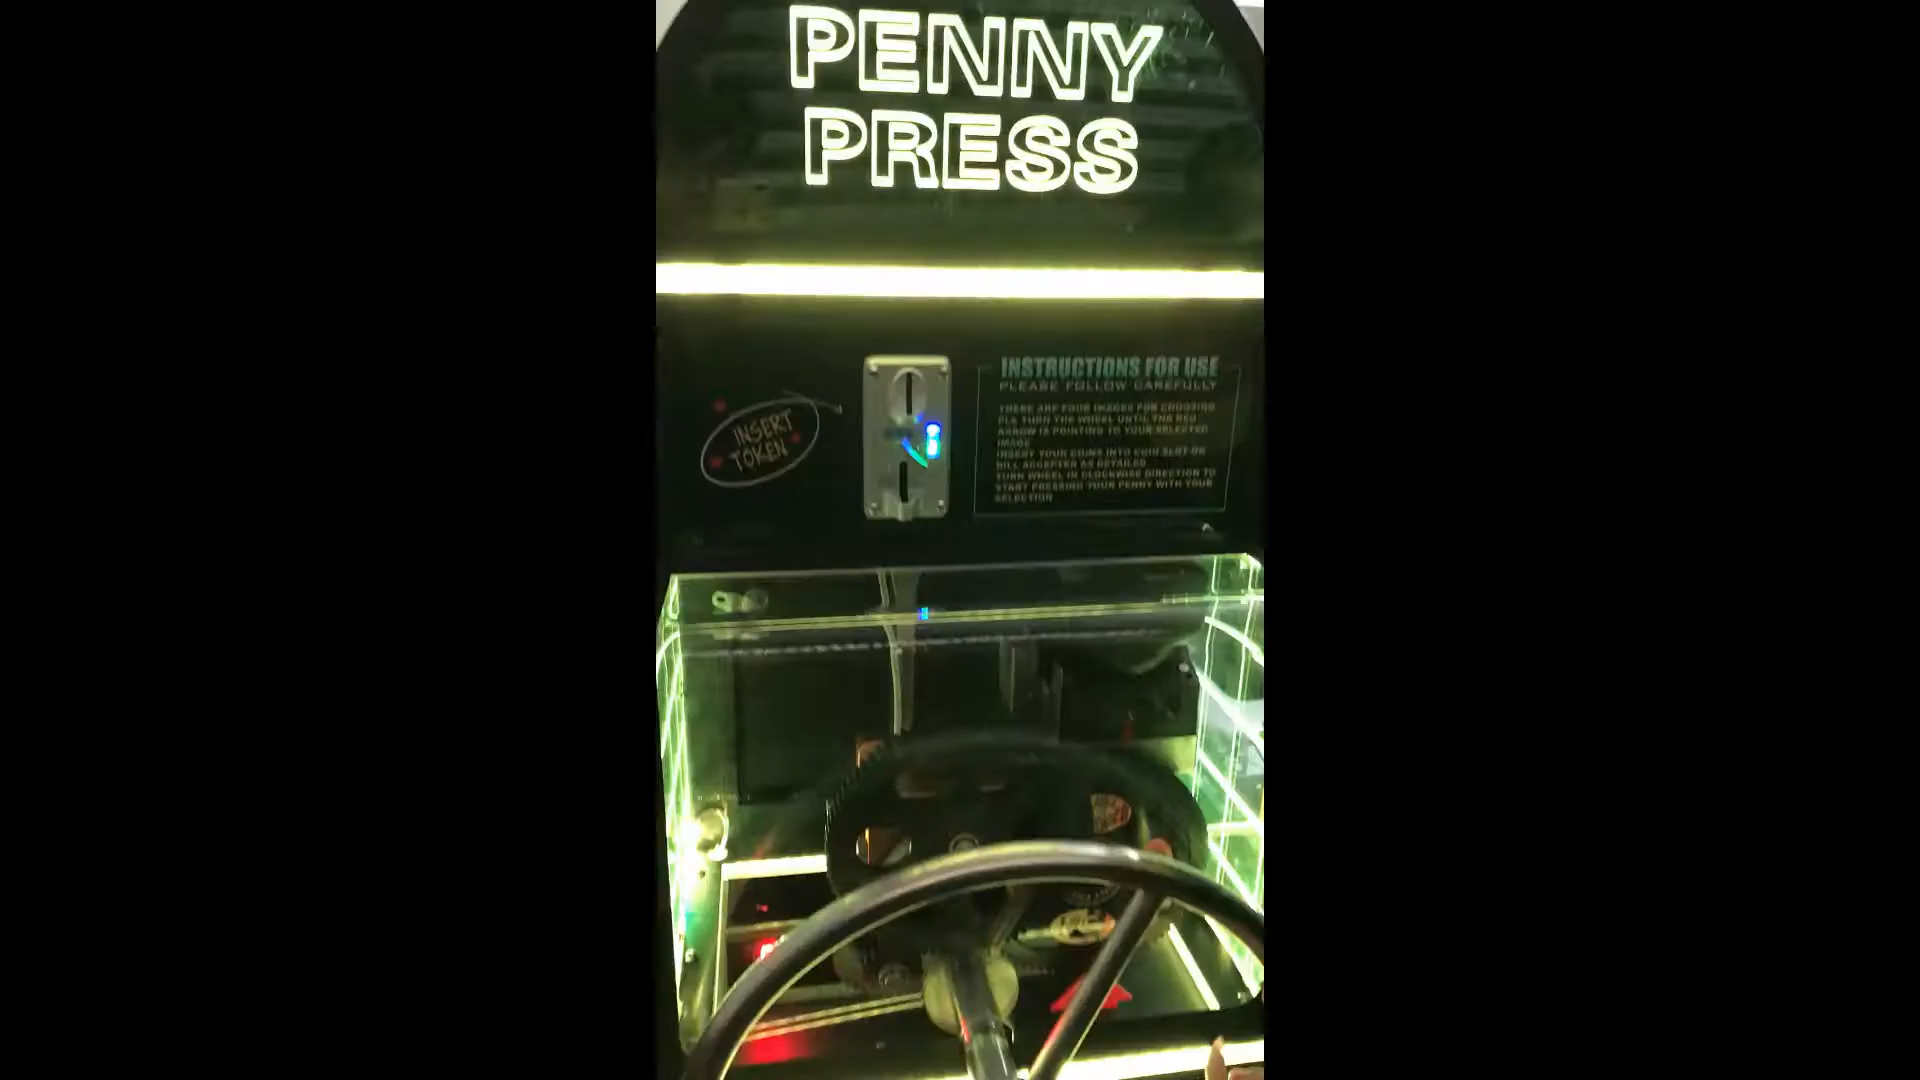 PENNY
PRESS
INSERT
TOKEN
INSTRUCTIONS FOR USE
PLEASE FOLLOW CAREFULLY
THERE ARE FOUR IMAGES FOR CHOOSING
PLS TURN THE WHEEL UNTIL THE RED
ARROW IS POINTING TO YOUR SELECTED
IMAGE
INSERT YOUR COINS INTO COIN SLOT OR
BILL ACCEPTER AS DETAILED
TURN WHEEL IN CLOCKWISE DIRECTION TO
START PRESSING YOUR PENNY WITH YOUR
SELECTION